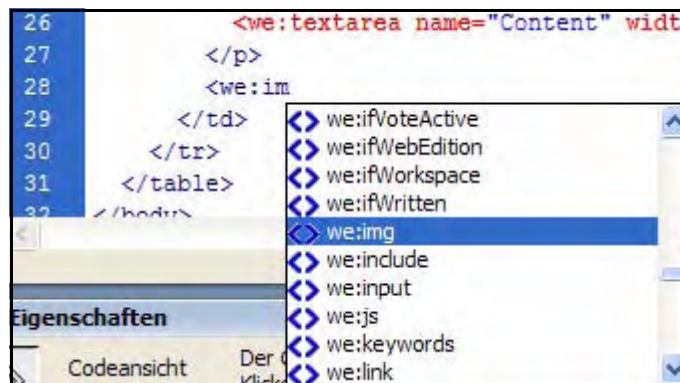 26 <we:textarea name="Content" widt
27 </p>
28 <we:im
29 </td>
30 </tr>
31 </table>
32 </body>
we:ifVoteActive
we:ifWebEdition
we:ifWorkspace
we:ifWritten
we:img
we:include
we:input
we:js
we:keywords
we:link
Eigenschaften
Codeansicht
Der